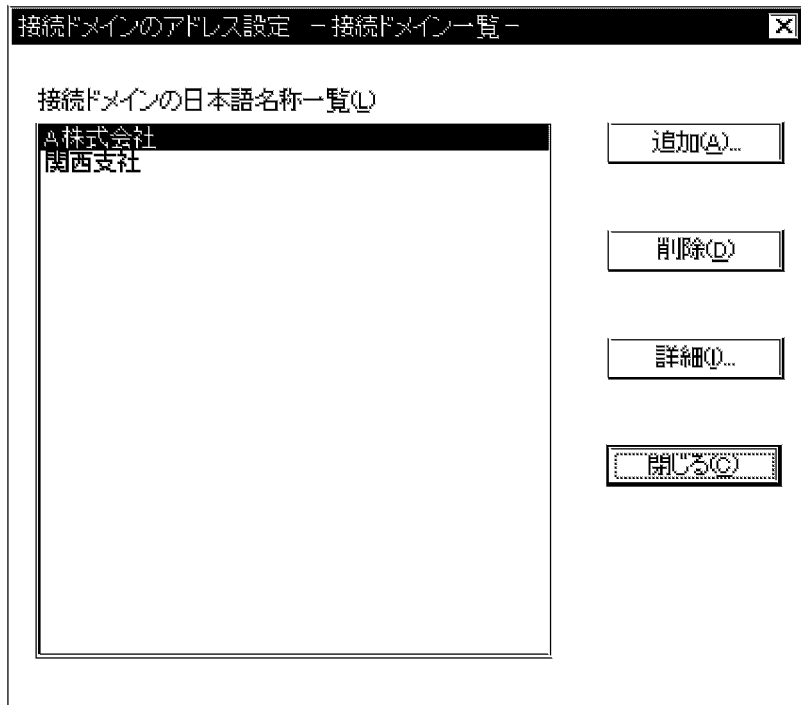 接続ドメインのアドレス設定 －接続ドメイン一覧－
接続ドメインの日本語名称一覧(L)
A株式会社
関西支社
追加(A)...
削除(D)
詳細(I)...
閉じる(C)